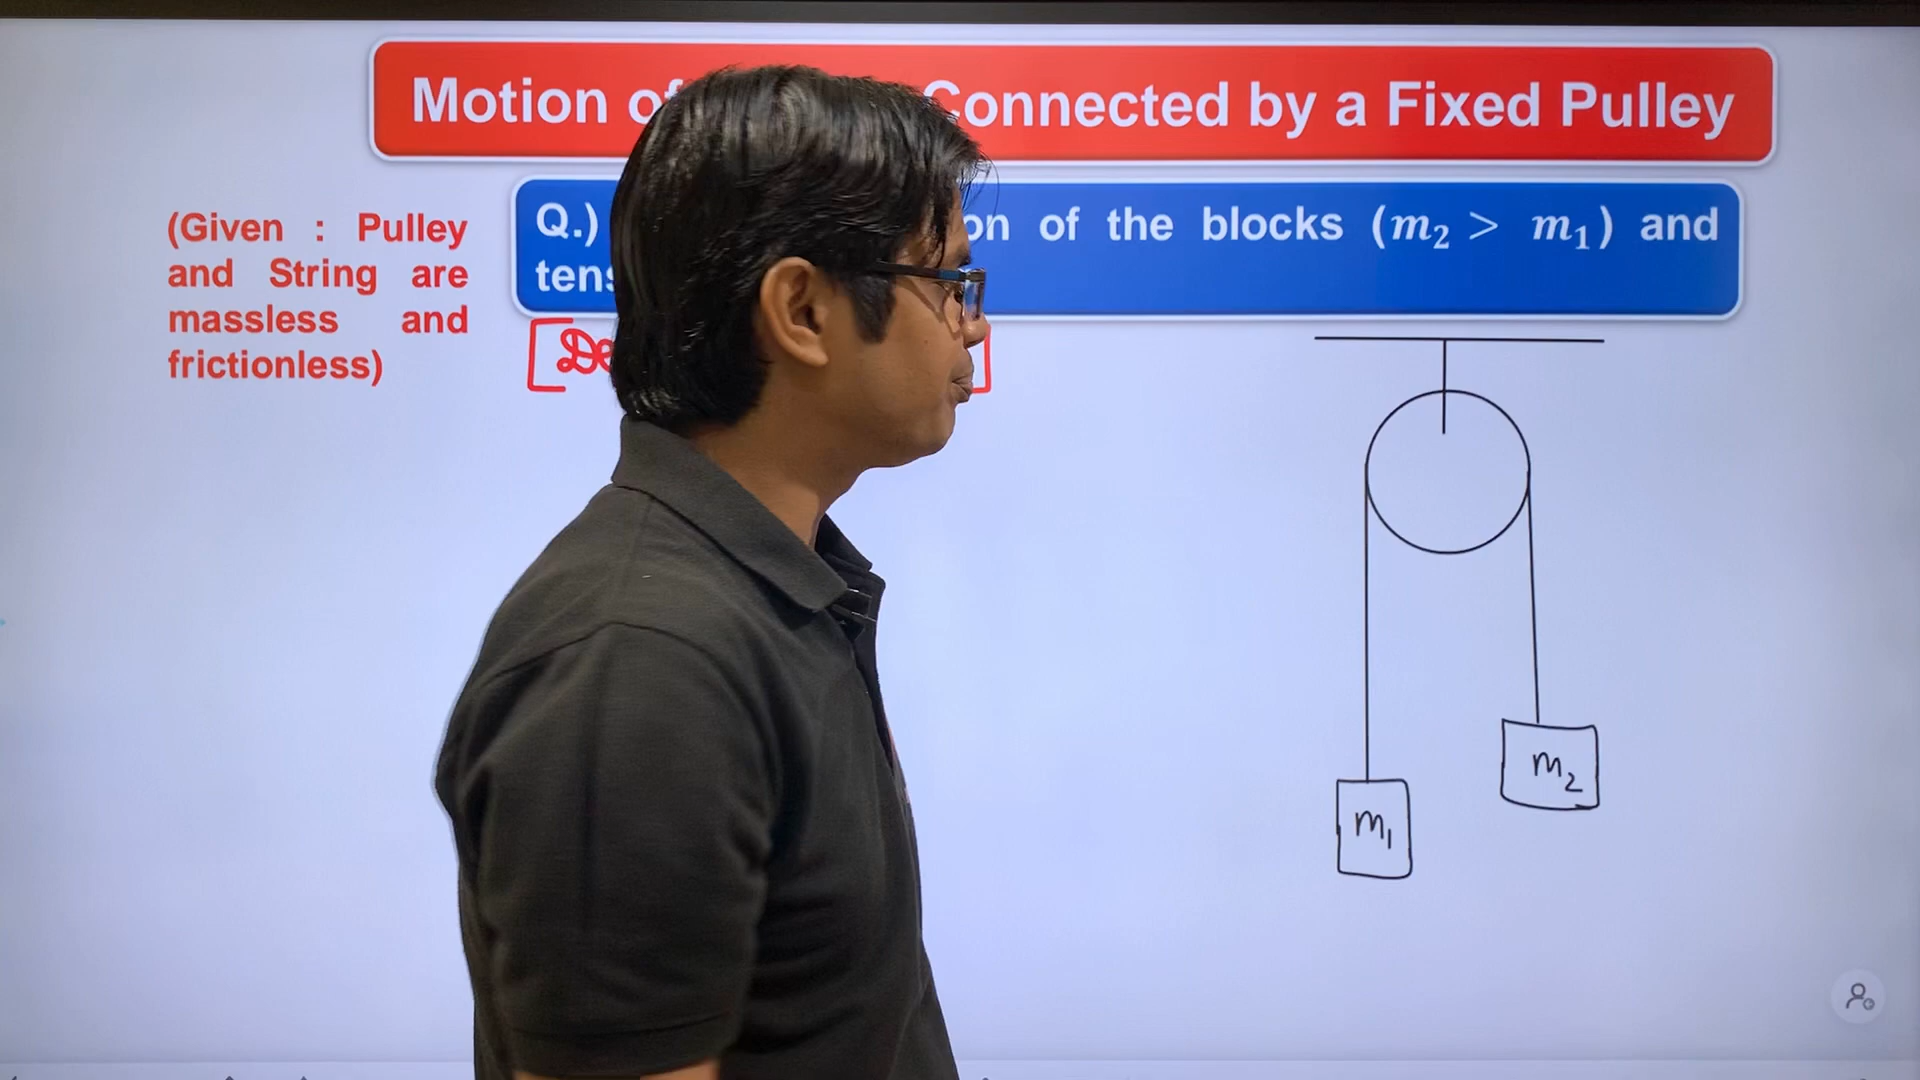 Motion of Connected by a Fixed Pulley
(Given : Pulley
and String are
massless and
frictionless)
Q.) on of the blocks (m₂ > m₁) and
tens
[De ]
m₂
m₁